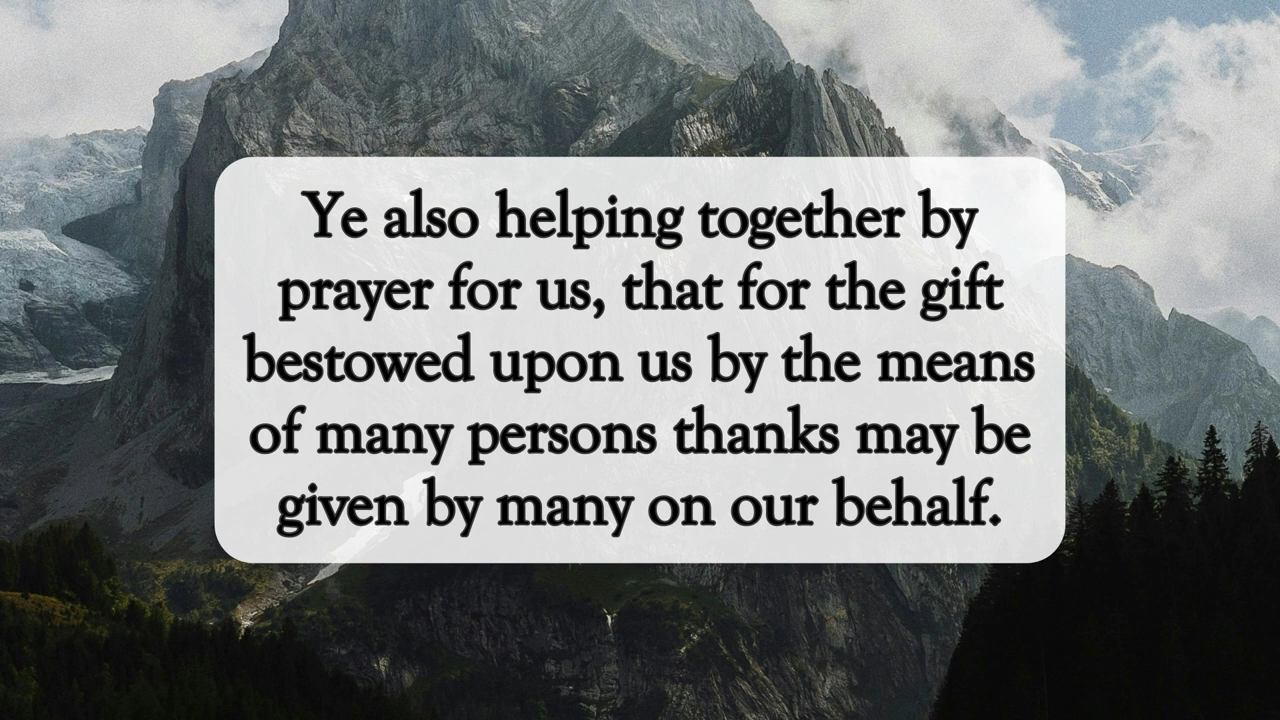 Ye also helping together by
prayer for us, that for the gift
bestowed upon us by the means
of many persons thanks may be
given by many on our behalf.